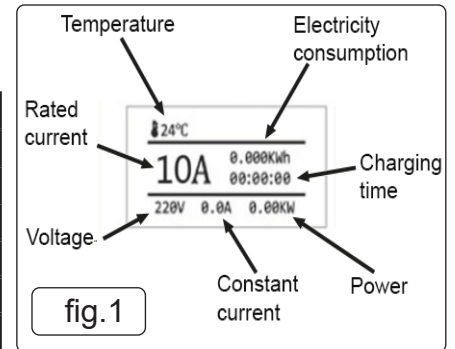 Temperature
Electricity
consumption
Rated
current
24℃
10A
0.000KWh
00:00:00
Charging
time
220V 0.0A 0.00KW
Voltage
Constant
current
Power
fig.1